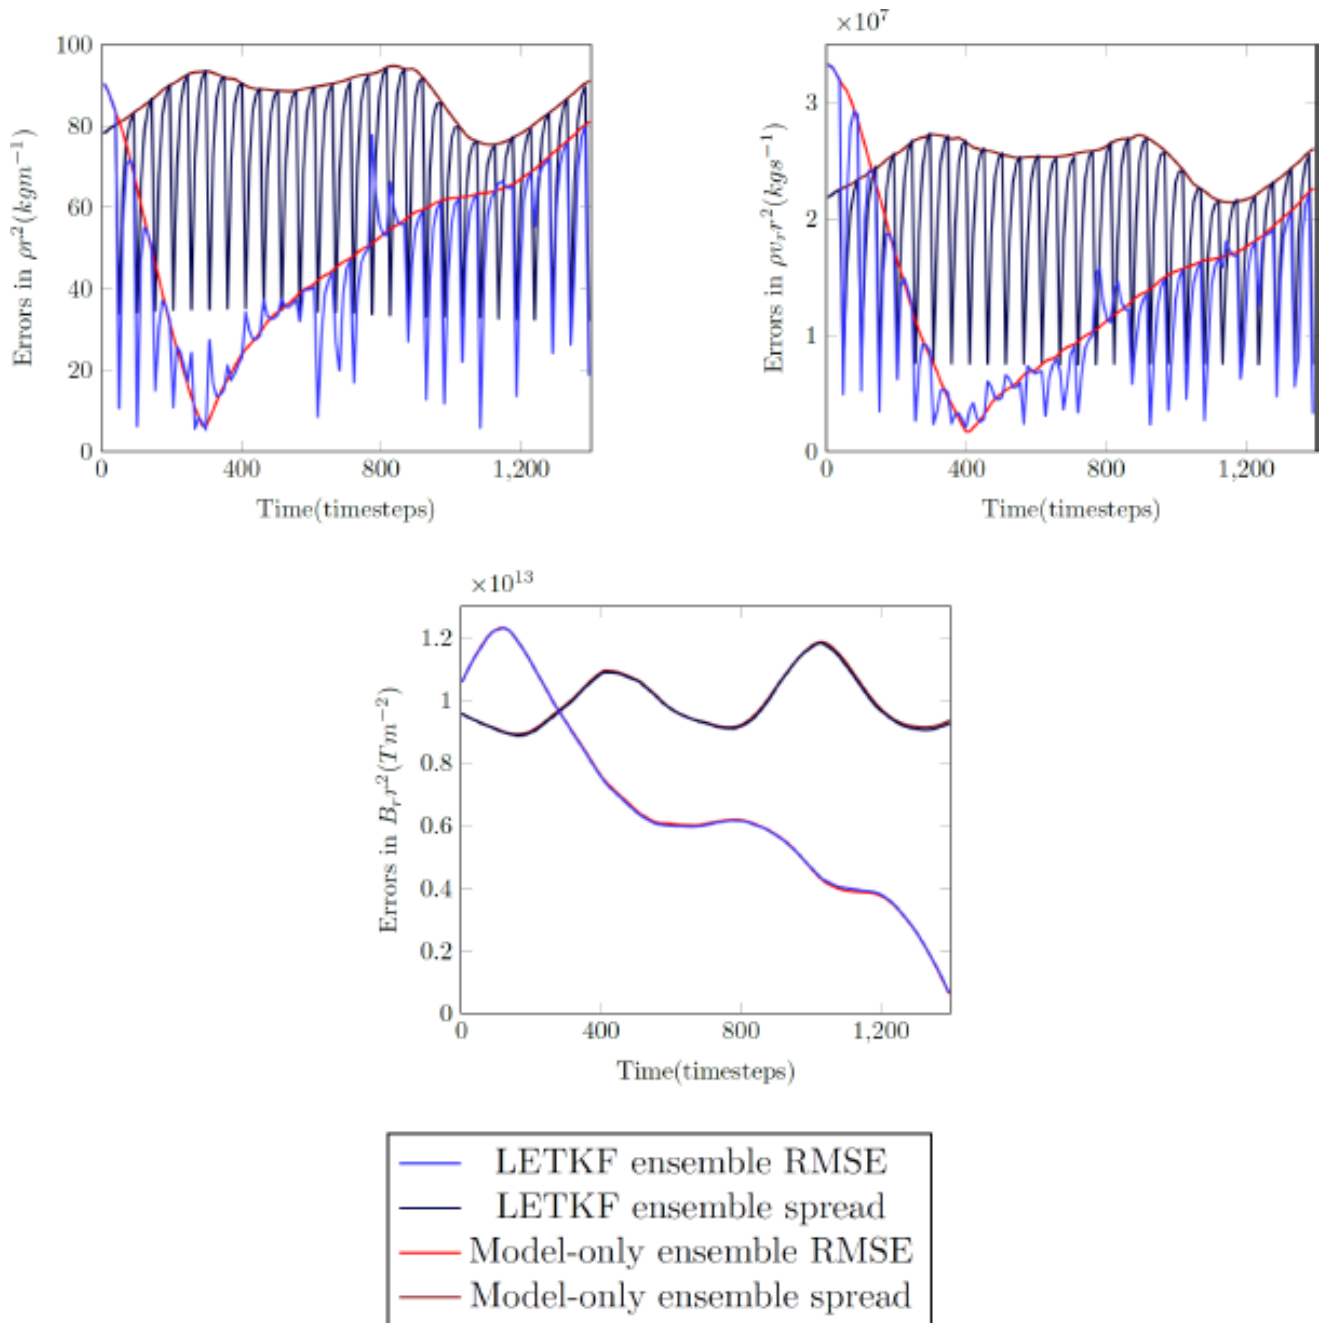 ×10⁷
100
80
60
40
20
0
Errors in ρr²(kgm⁻¹)
0 400 800 1,200
Time(timesteps)
3
2
1
0
Errors in ρvᵣr²(kgs⁻¹)
0 400 800 1,200
Time(timesteps)
×10¹³
1.2
1
0.8
0.6
0.4
0.2
0
Errors in Bᵣr²(Tm⁻²)
0 400 800 1,200
Time(timesteps)
LETKF ensemble RMSE
LETKF ensemble spread
Model-only ensemble RMSE
Model-only ensemble spread